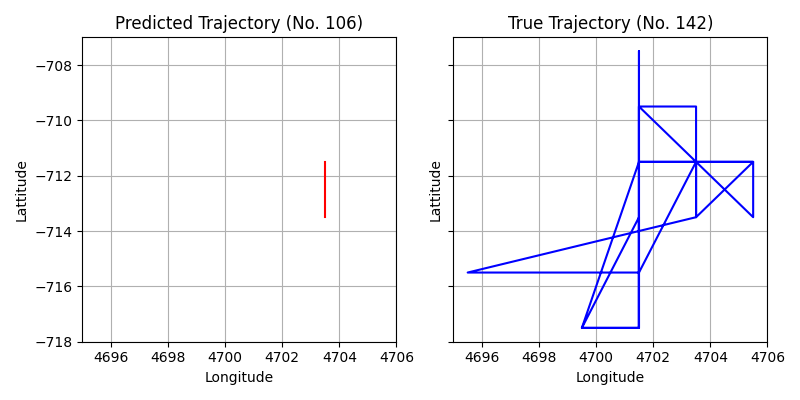 Predicted Trajectory (No. 106)
True Trajectory (No. 142)
−708
−710
−712
−714
−716
−718
Lattitude
Lattitude
4696 4698 4700 4702 4704 4706
4696 4698 4700 4702 4704 4706
Longitude
Longitude